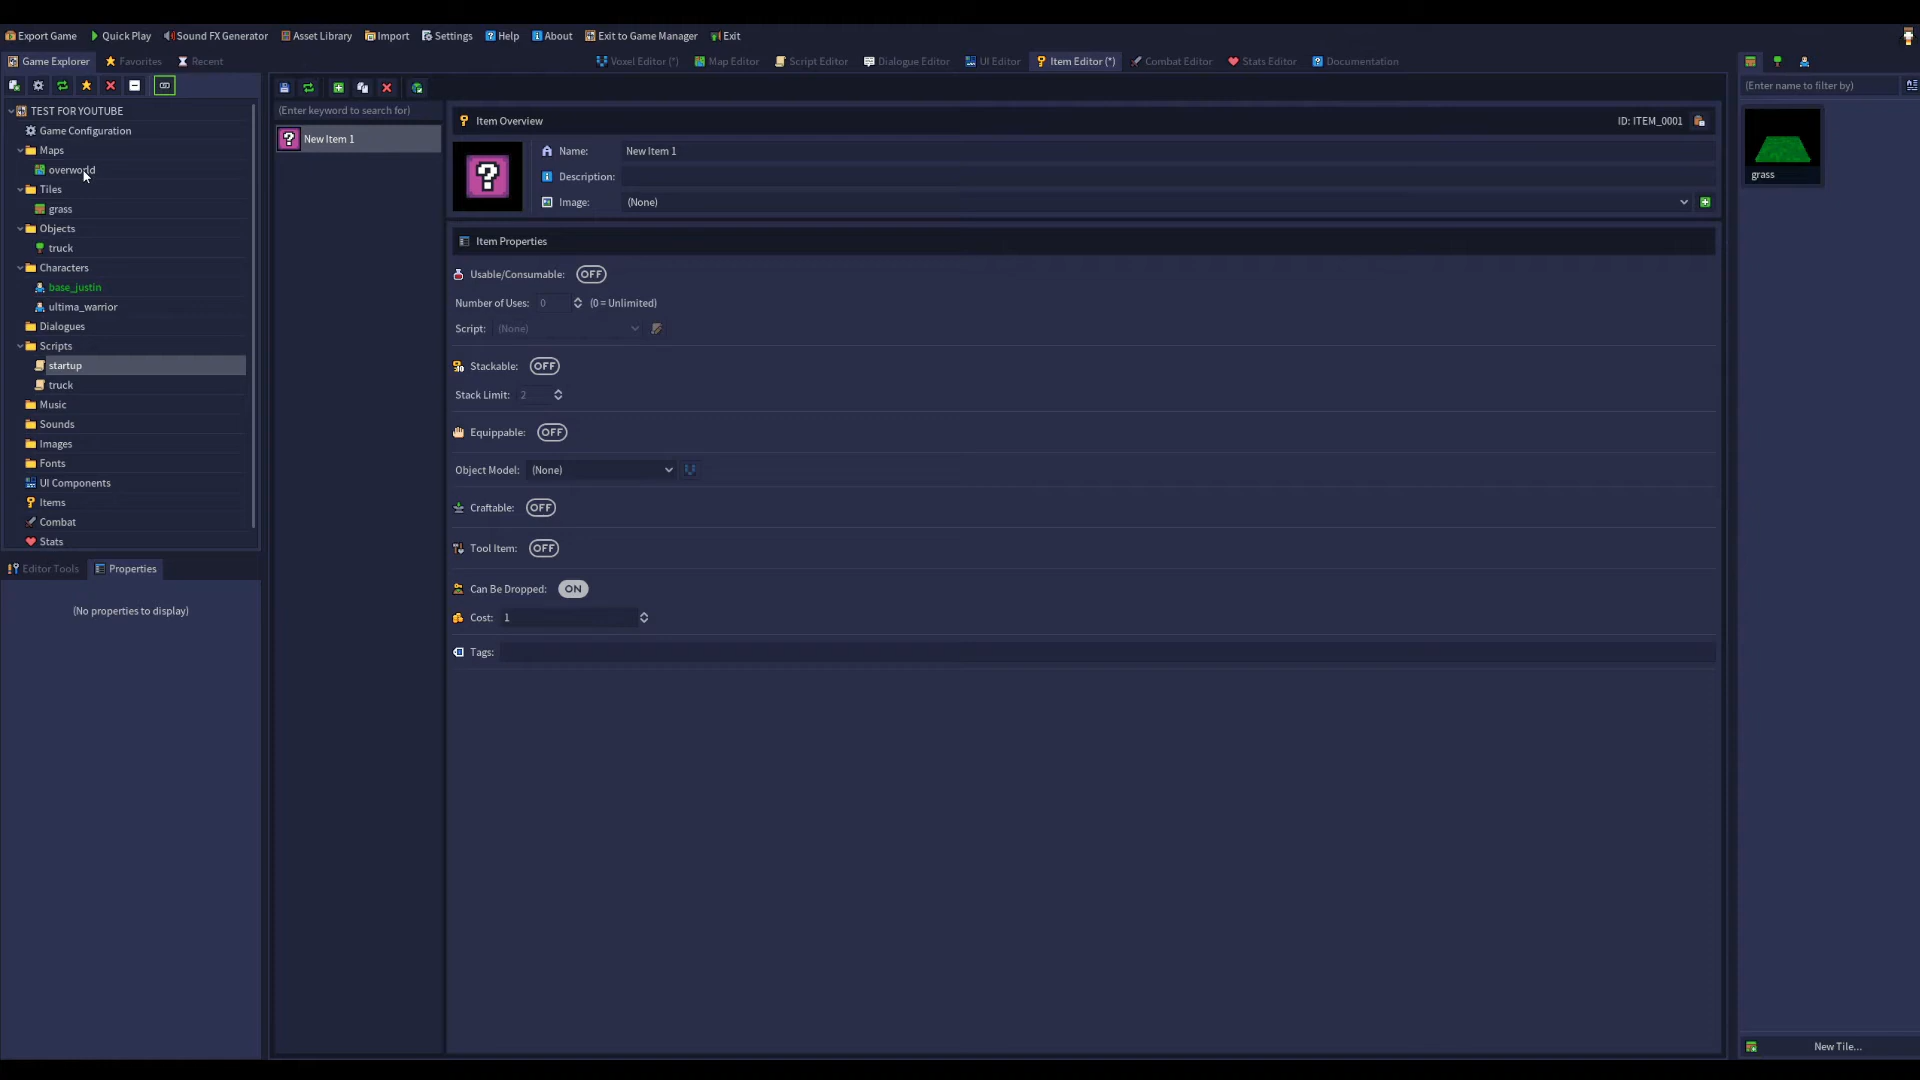 Export Game Quick Play Sound FX Generator Asset Library Import Settings Help About Exit to Game Manager Exit
Game Explorer Favorites Recent
Voxel Editor (*) Map Editor Script Editor Dialogue Editor UI Editor Item Editor (*) Combat Editor Stats Editor Documentation
(Enter name to filter by)
grass
New Tile...
TEST FOR YOUTUBE
Game Configuration
Maps
overworld
Tiles
grass
Objects
truck
Characters
base_justin
ultima_warrior
Dialogues
Scripts
startup
truck
Music
Sounds
Images
Fonts
UI Components
Items
Combat
Stats
Editor Tools Properties
(No properties to display)
(Enter keyword to search for)
? New Item 1
Item Overview ID: ITEM_0001
?
Name: New Item 1
Description:
Image: (None)
Item Properties
Usable/Consumable: OFF
Number of Uses: 0 (0 = Unlimited)
Script: (None)
Stackable: OFF
Stack Limit: 2
Equippable: OFF
Object Model: (None)
Craftable: OFF
Tool Item: OFF
Can Be Dropped: ON
Cost: 1
Tags: